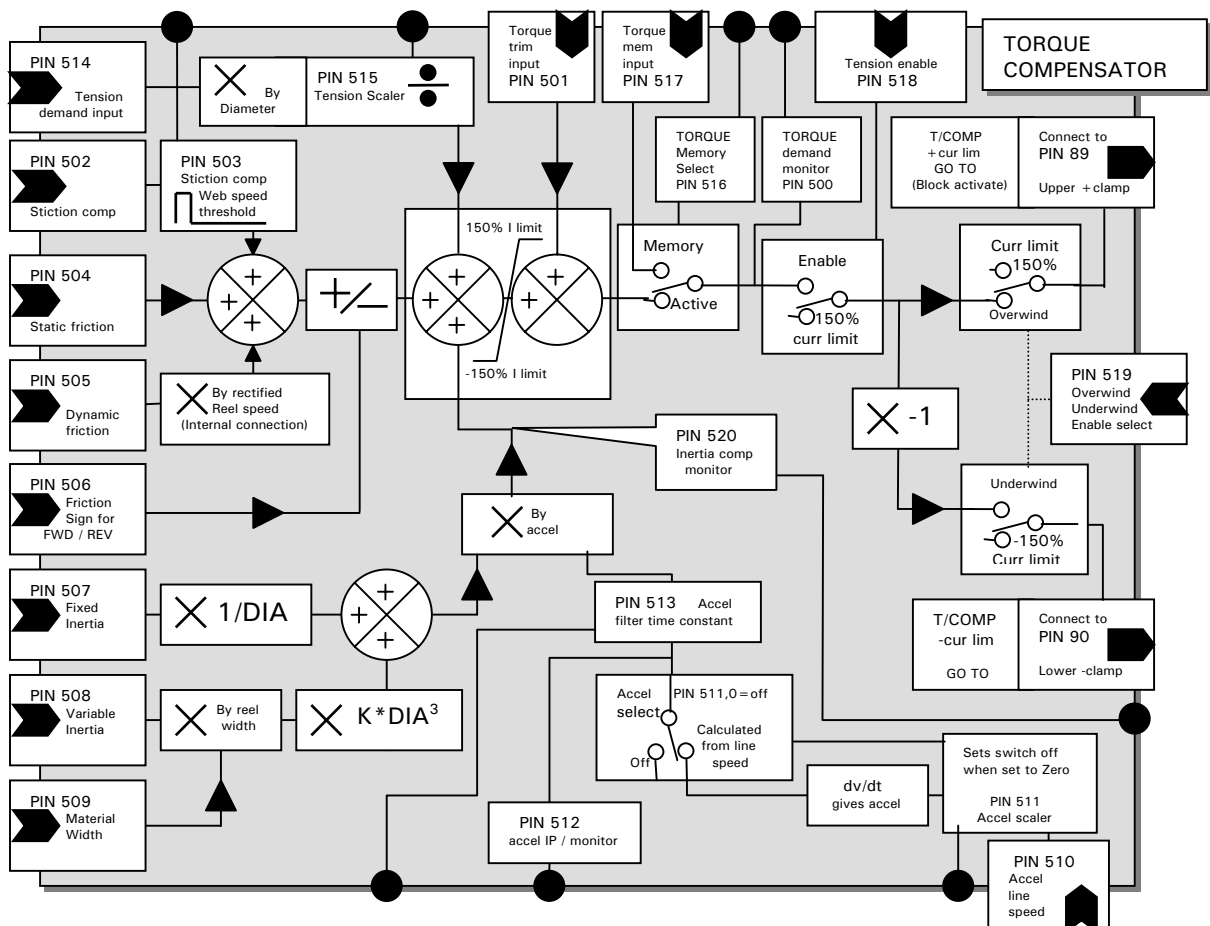 TORQUE
COMPENSATOR
PIN 514
Tension
demand input
By
Diameter
PIN 515
Tension Scaler
Torque
trim
input
PIN 501
Torque
mem
input
PIN 517
Tension enable
PIN 518
TORQUE
Memory
Select
PIN 516
TORQUE
demand
monitor
PIN 500
T/COMP
+cur lim
GO TO
(Block activate)
Connect to
PIN 89
Upper +clamp
PIN 502
Stiction comp
PIN 503
Stiction comp
Web speed
threshold
PIN 504
Static friction
+
+
+
+/-
150% I limit
+
+
+
+
-150% I limit
Memory
Active
Enable
150%
curr limit
Curr limit
150%
Overwind
PIN 505
Dynamic
friction
By rectified
Reel speed
(Internal connection)
PIN 519
Overwind
Underwind
Enable select
-1
PIN 520
Inertia comp
monitor
PIN 506
Friction
Sign for
FWD / REV
By
accel
Underwind
-150%
Curr limit
PIN 507
Fixed
Inertia
1/DIA
+
+
+
PIN 513 Accel
filter time constant
T/COMP
-cur lim
GO TO
Connect to
PIN 90
Lower -clamp
PIN 508
Variable
Inertia
By reel
width
K*DIA³
Accel
select
PIN 511,0=off
Calculated
from line
speed
Off
PIN 509
Material
Width
dv/dt
gives accel
Sets switch off
when set to Zero
PIN 511
Accel scaler
PIN 512
accel IP / monitor
PIN 510
Accel
line
speed